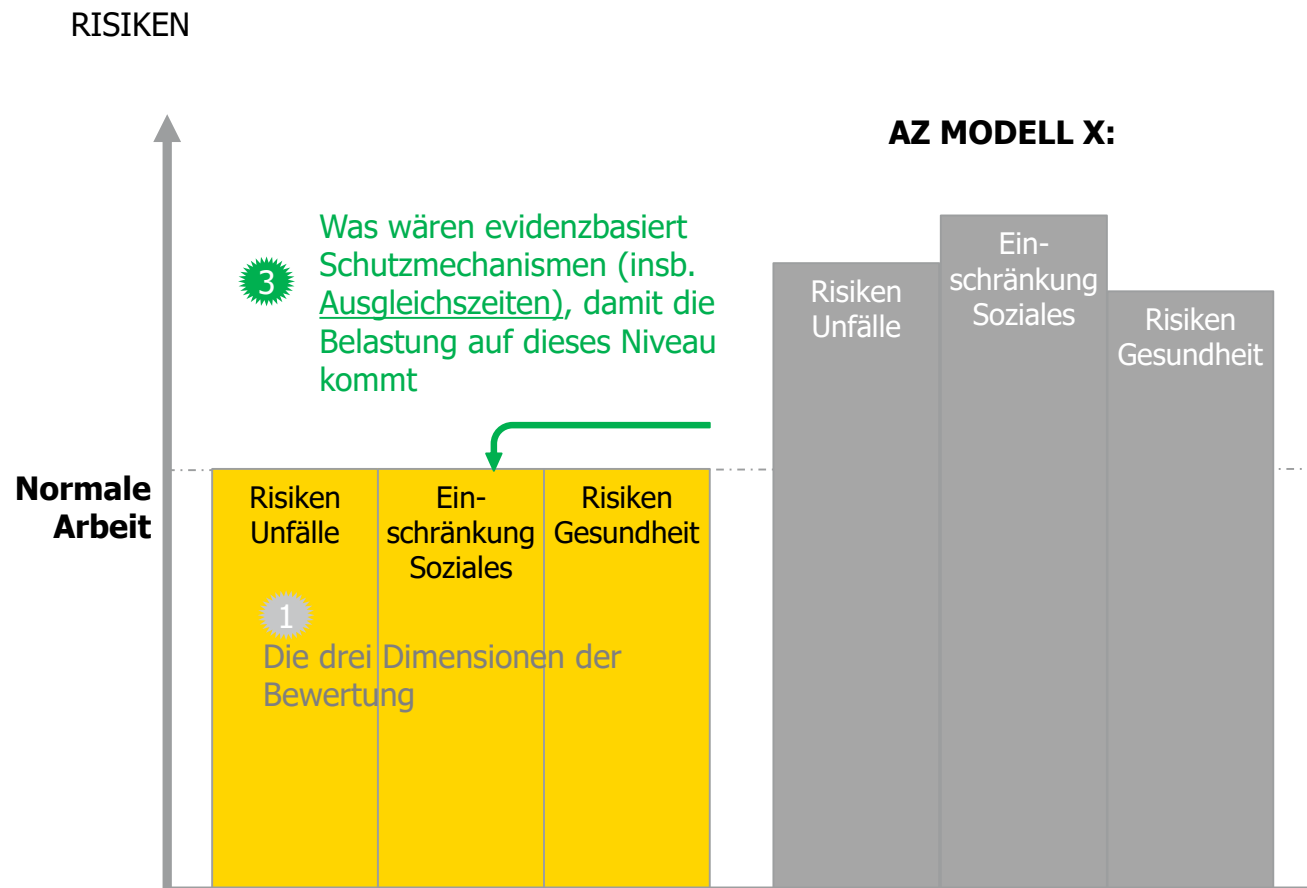 RISIKEN
AZ MODELL X:
3
Was wären evidenzbasiert
Schutzmechanismen (insb.
Ausgleichszeiten), damit die
Belastung auf dieses Niveau
kommt
Normale
Arbeit
Risiken
Unfälle
Ein-
schränkung
Soziales
Risiken
Gesundheit
1
Die drei Dimensionen der
Bewertung
Risiken
Unfälle
Ein-
schränkung
Soziales
Risiken
Gesundheit